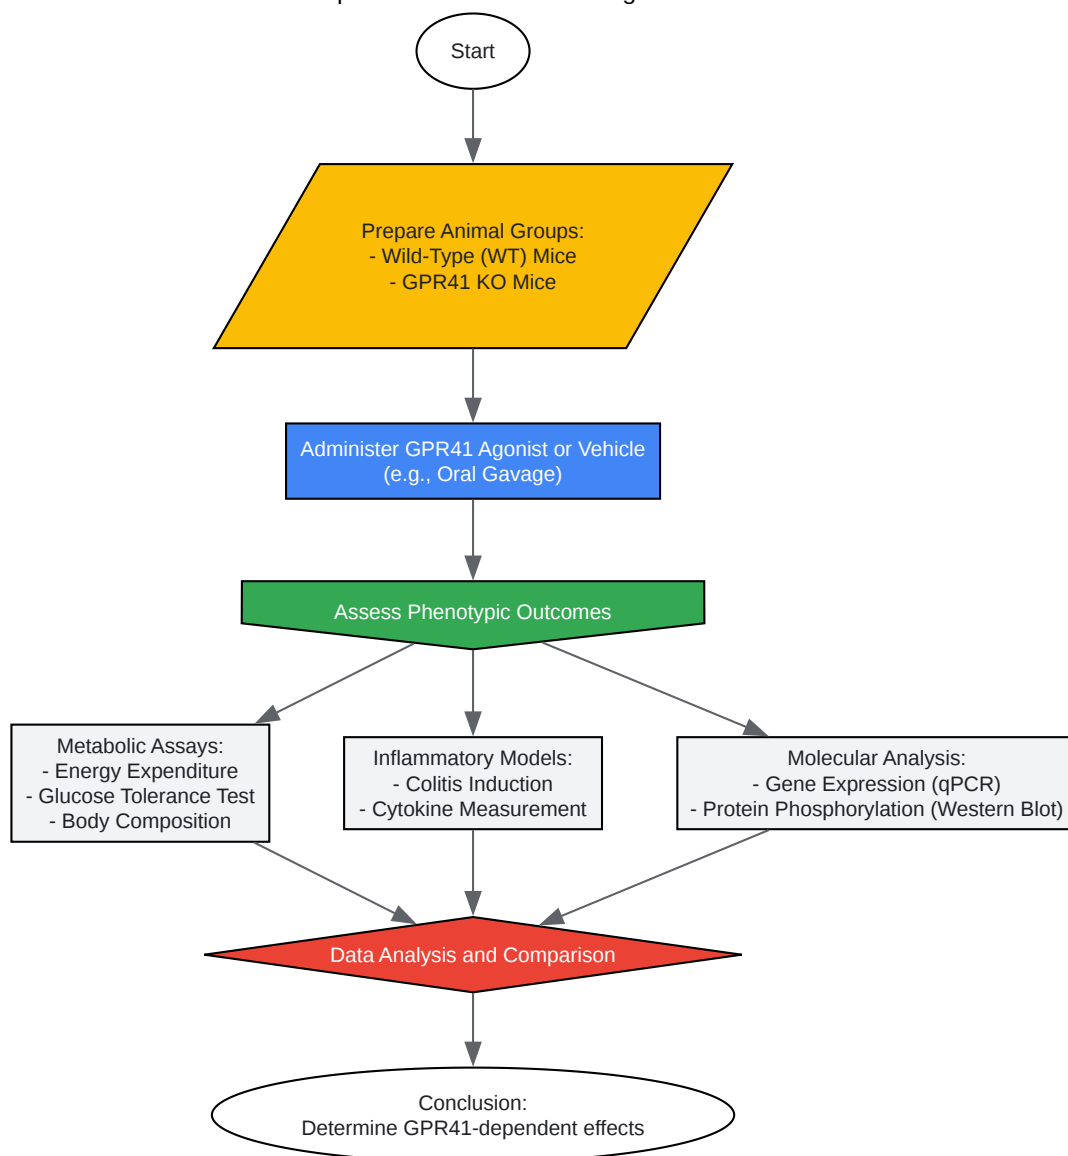 Start
Prepare Animal Groups:
- Wild-Type (WT) Mice
- GPR41 KO Mice
Administer GPR41 Agonist or Vehicle
(e.g., Oral Gavage)
Assess Phenotypic Outcomes
Metabolic Assays:
- Energy Expenditure
- Glucose Tolerance Test
- Body Composition
Inflammatory Models:
- Colitis Induction
- Cytokine Measurement
Molecular Analysis:
- Gene Expression (qPCR)
- Protein Phosphorylation (Western Blot)
Data Analysis and Comparison
Conclusion:
Determine GPR41-dependent effects